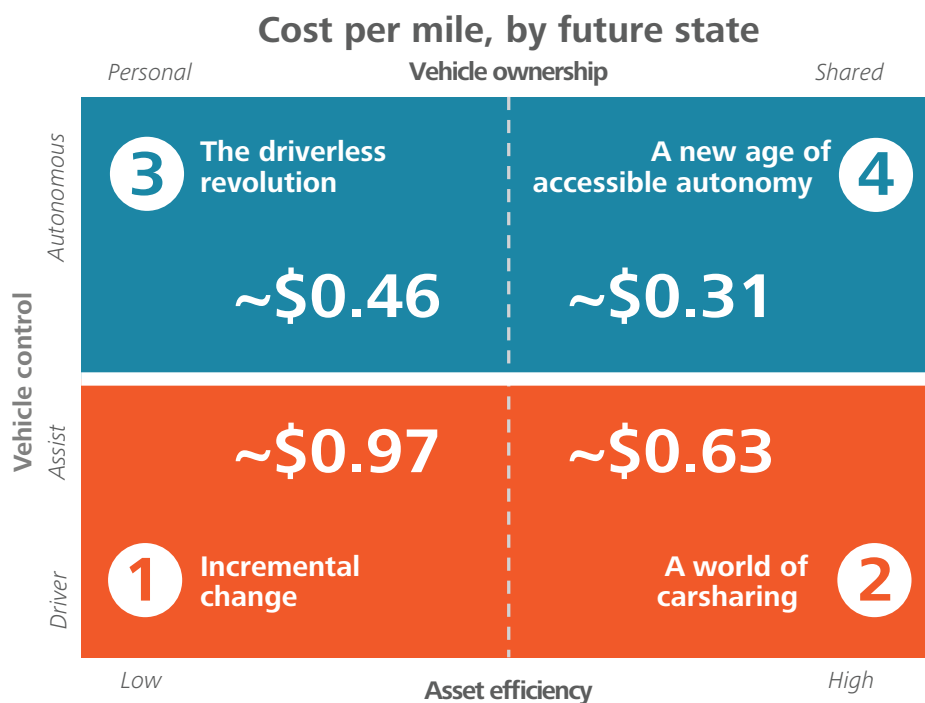 Cost per mile, by future state
Personal
Vehicle ownership
Shared
Vehicle control
Autonomous
3
The driverless
revolution
~$0.46
A new age of
accessible autonomy
4
~$0.31
Assist
~$0.97
~$0.63
Driver
1
Incremental
change
A world of
carsharing
2
Low
Asset efficiency
High